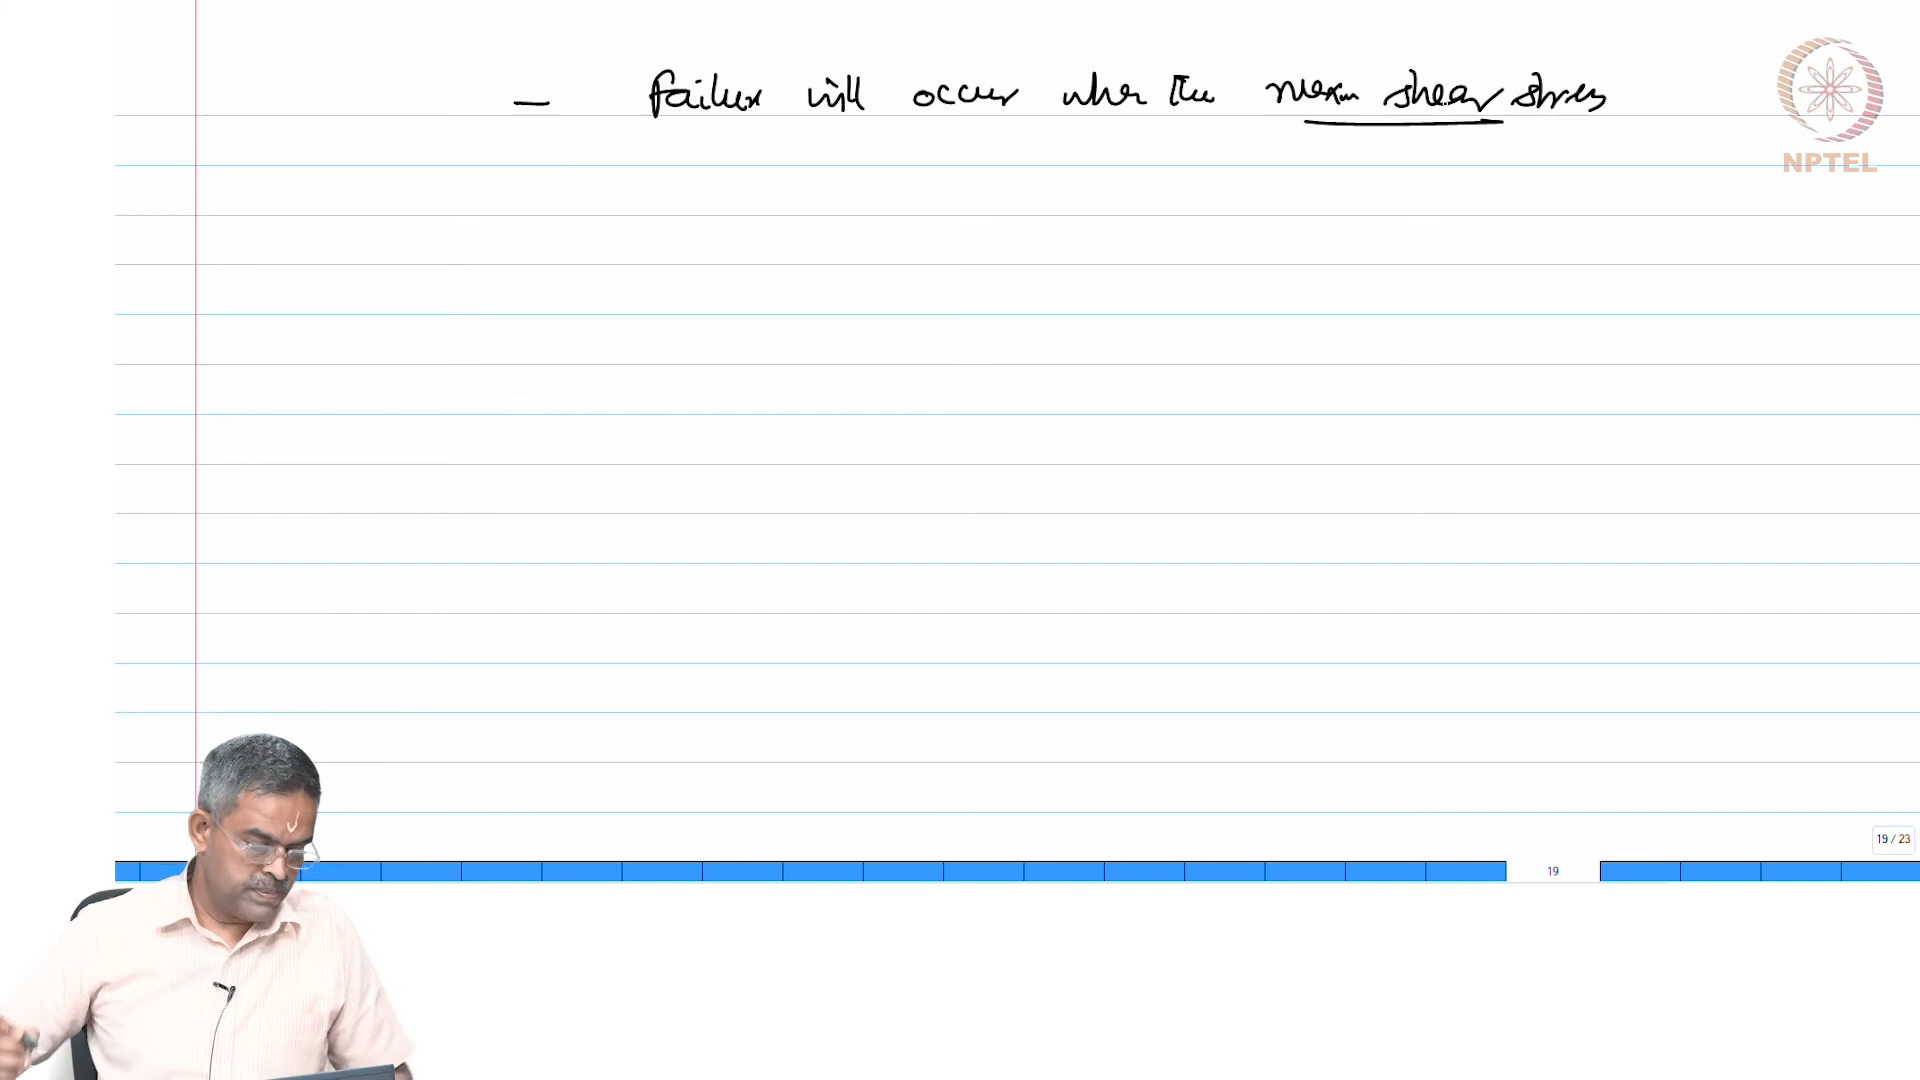 — failure will occur when the maxm shear stress
NPTEL
19 / 23
19